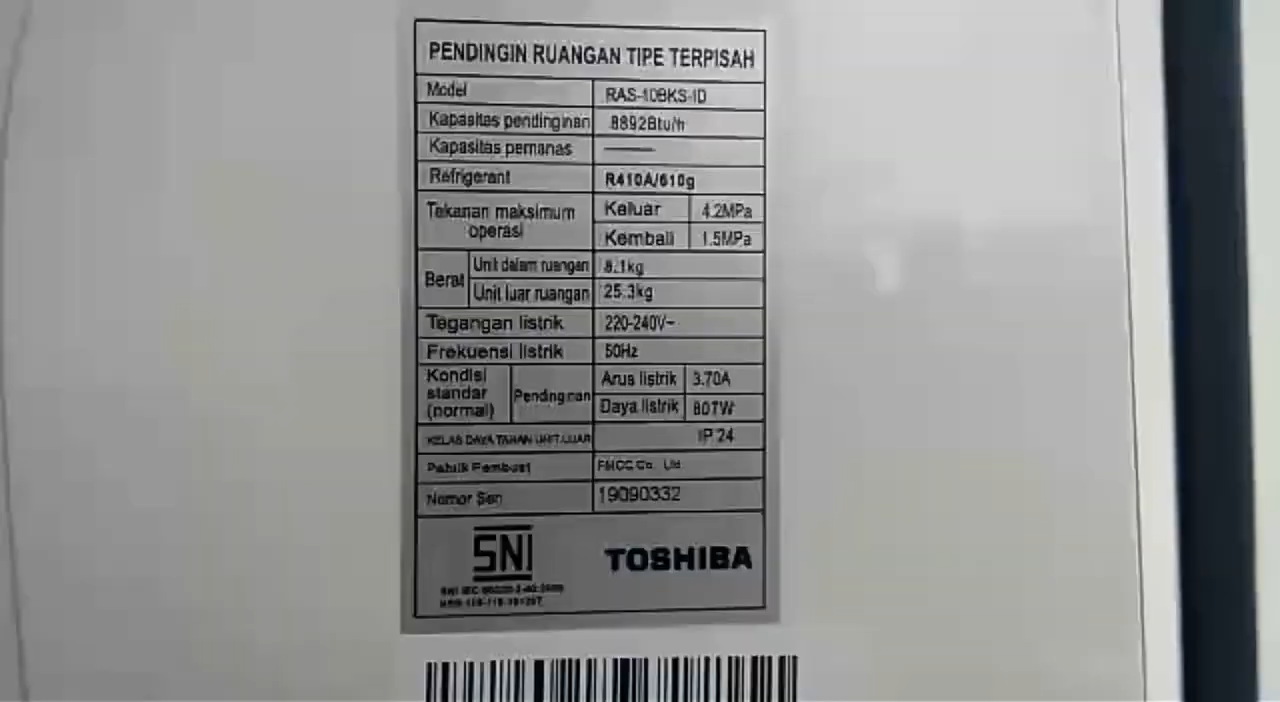 PENDINGIN RUANGAN TIPE TERPISAH
Model RAS-10BKS-ID
Kapasitas pendinginan 8892Btu/h
Kapasitas pemanas ———
Refrigerant R410A/610g
Tekanan maksimum operasi Keluar 4.2MPa
Kembali 1.5MPa
Berat Unit dalam ruangan 8.1kg
Unit luar ruangan 25.3kg
Tegangan listrik 220-240V~
Frekuensi listrik 50Hz
Kondisi standar (normal) Pendinginan Arus listrik 3.70A
Daya listrik 807W
KELAS DAYA TAHAN UNIT LUAR IP 24
Pabrik Pembuat FMCC Co. Ltd.
Nomor Seri 19090332
SNI TOSHIBA